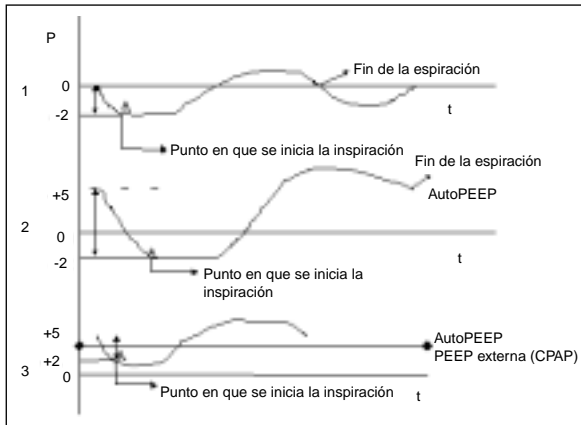 P
0
Fin de la espiración
1
-2
t
Punto en que se inicia la inspiración
Fin de la espiración
+5
AutoPEEP
2
0
-2
t
Punto en que se inicia la
inspiración
+5
AutoPEEP
PEEP externa (CPAP)
+2
3
0
Punto en que se inicia la inspiración
t